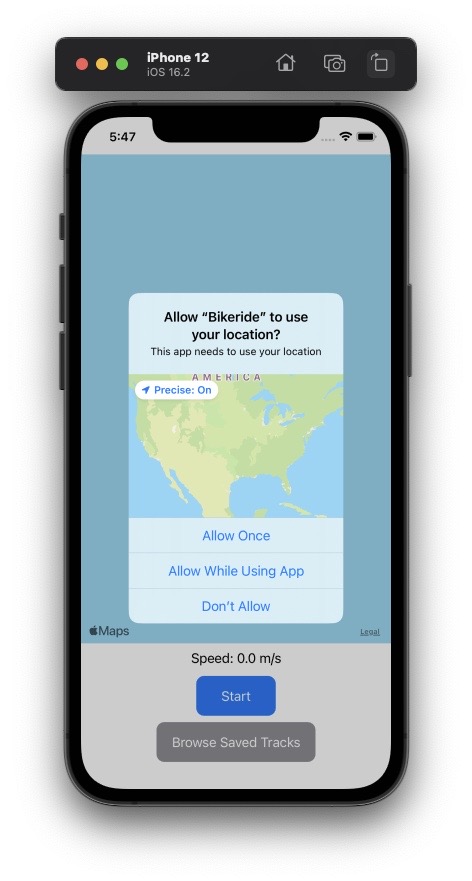 iPhone 12
iOS 16.2
5:47
Allow “Bikeride” to use
your location?
This app needs to use your location
AMERICA
Precise: On
Allow Once
Allow While Using App
Don’t Allow
Maps
Legal
Speed: 0.0 m/s
Start
Browse Saved Tracks